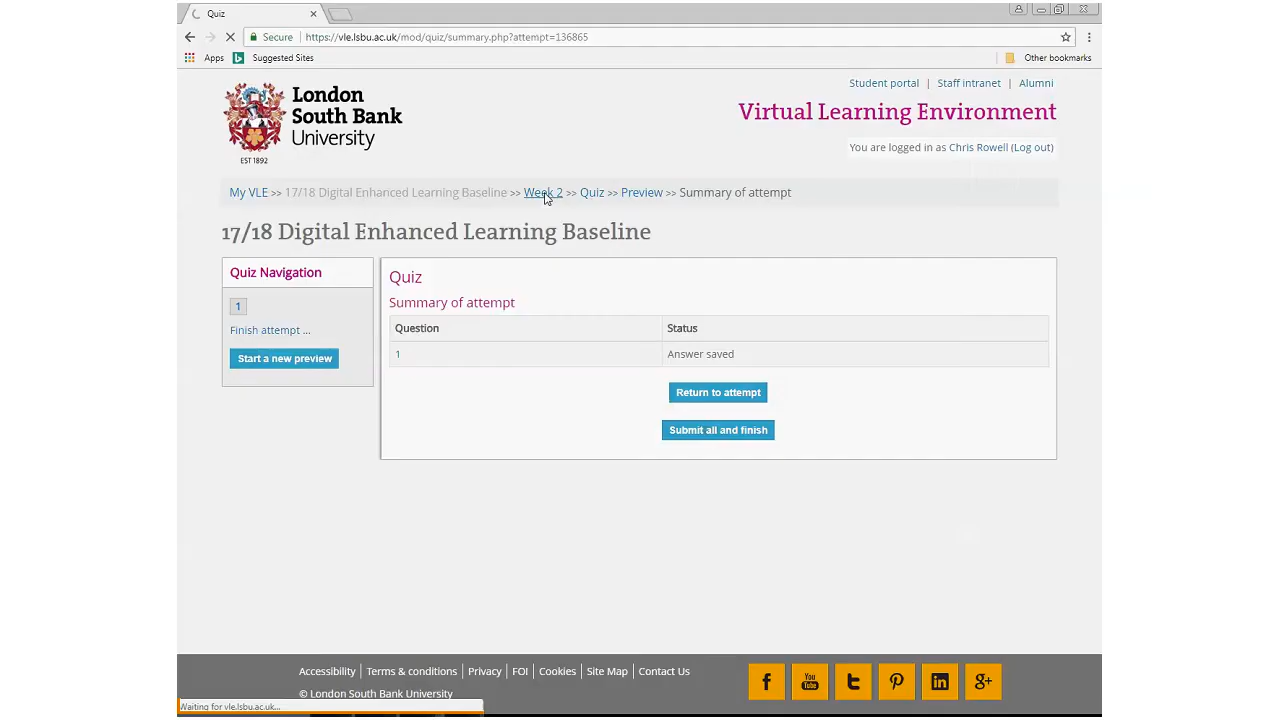 Quiz
Secure https://vle.lsbu.ac.uk/mod/quiz/summary.php?attempt=136865
Apps Suggested Sites Other bookmarks
London
South Bank
University
EST 1892
Student portal | Staff intranet | Alumni
Virtual Learning Environment
You are logged in as Chris Rowell (Log out)
My VLE >> 17/18 Digital Enhanced Learning Baseline >> Week 2 >> Quiz >> Preview >> Summary of attempt
17/18 Digital Enhanced Learning Baseline
Quiz Navigation
1
Finish attempt ...
Start a new preview
Quiz
Summary of attempt
Question Status
1 Answer saved
Return to attempt
Submit all and finish
Accessibility | Terms & conditions | Privacy | FOI | Cookies | Site Map | Contact Us
© London South Bank University
Waiting for vle.lsbu.ac.uk...